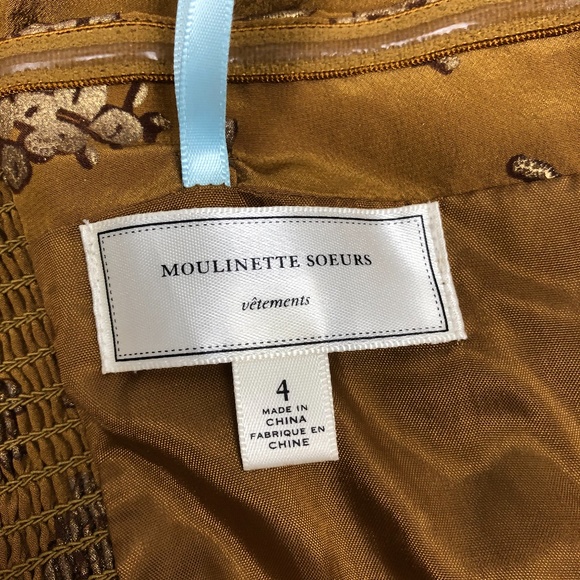 MOULINETTE SOEURS
vêtements
4
MADE IN
CHINA
FABRIQUE EN
CHINE